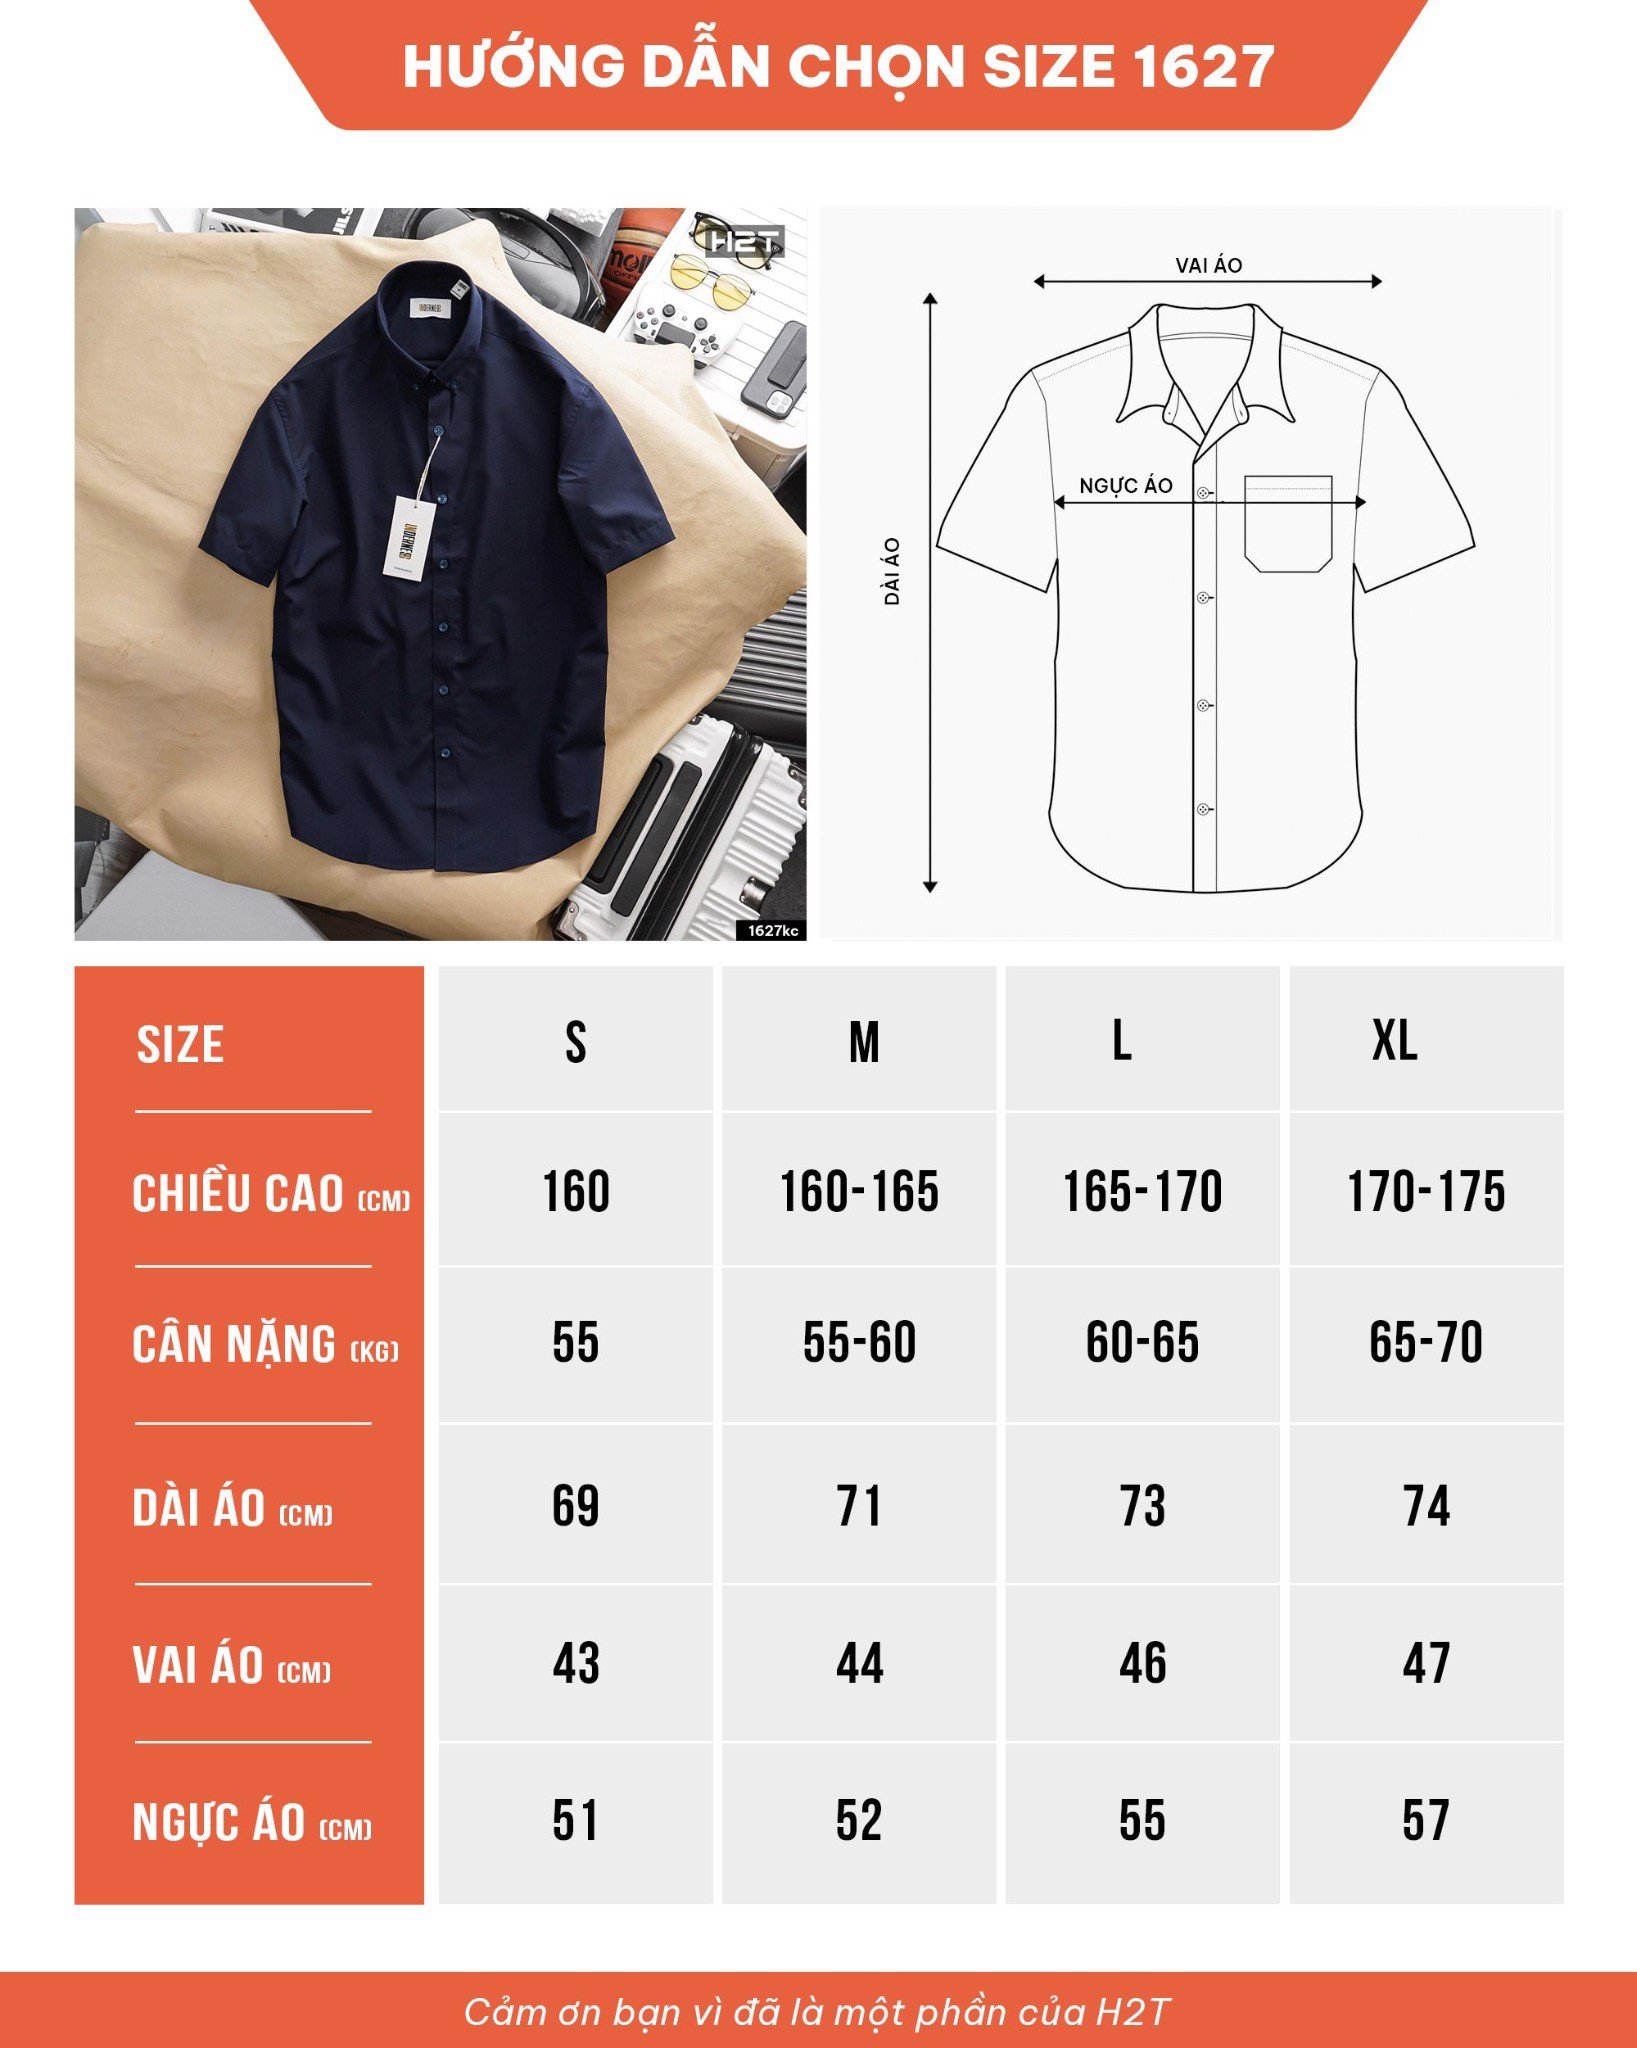 HƯỚNG DẪN CHỌN SIZE 1627
H2T
UNDERNE
UNDERNE
1627kc
VAI ÁO
NGỰC ÁO
DÀI ÁO
SIZE S M L XL
CHIỀU CAO (CM) 160 160-165 165-170 170-175
CÂN NẶNG (KG) 55 55-60 60-65 65-70
DÀI ÁO (CM) 69 71 73 74
VAI ÁO (CM) 43 44 46 47
NGỰC ÁO (CM) 51 52 55 57
Cảm ơn bạn vì đã là một phần của H2T